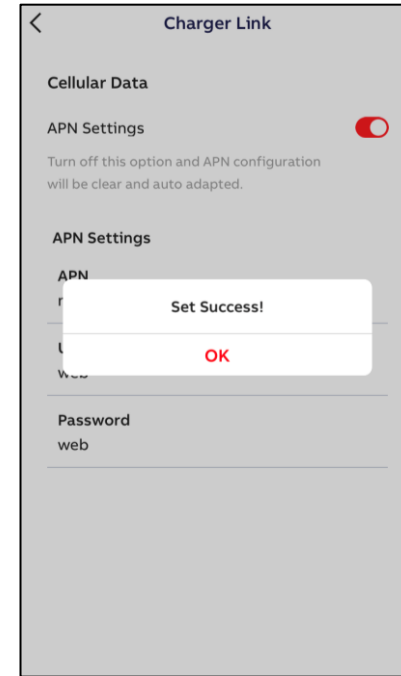 Charger Link
Cellular Data
APN Settings
Turn off this option and APN configuration
will be clear and auto adapted.
APN Settings
APN
Set Success!
OK
web
Password
web